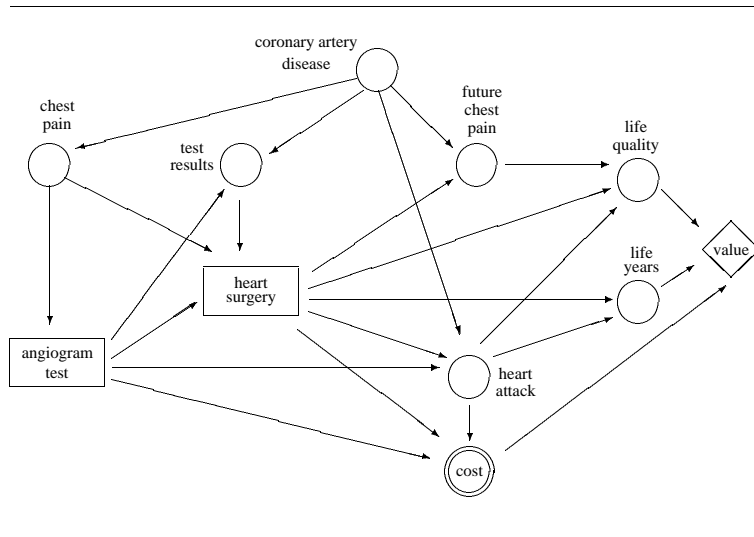 coronary artery
disease
chest
pain
future
chest
pain
test
results
life
quality
value
life
years
heart
surgery
angiogram
test
heart
attack
cost